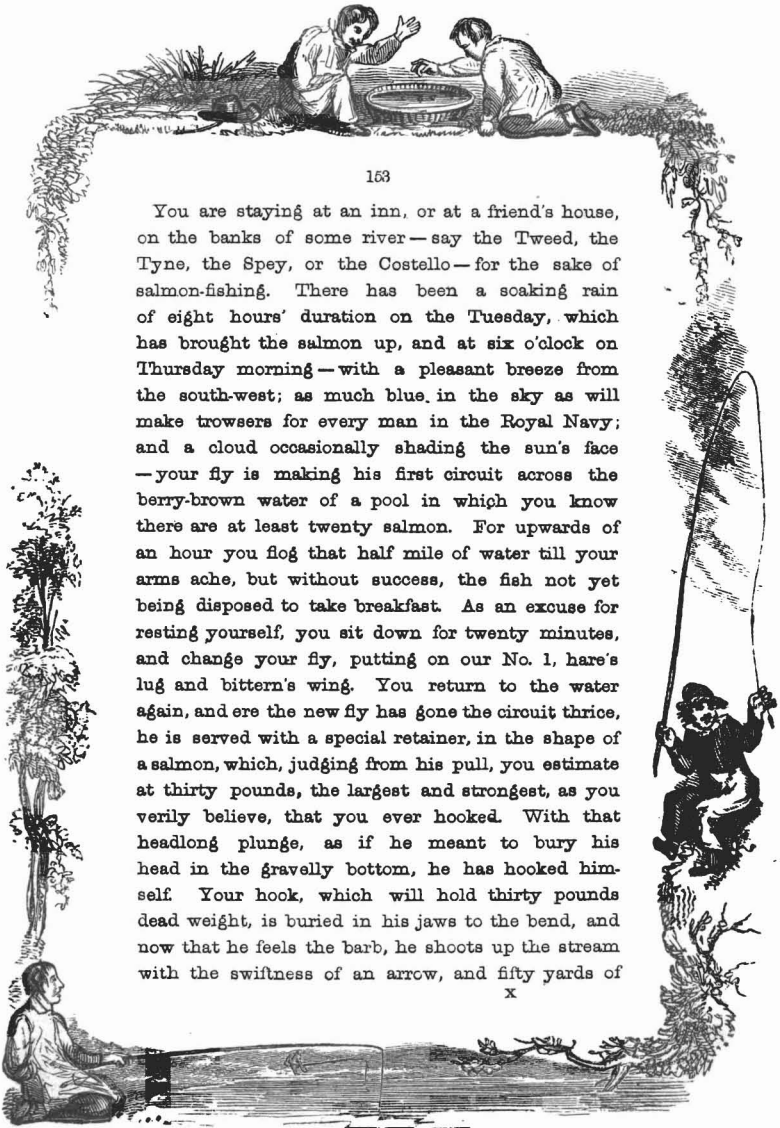 153
You are staying at an inn, or at a friend's house,
on the banks of some river — say the Tweed, the
Tyne, the Spey, or the Costello — for the sake of
salmon-fishing. There has been a soaking rain
of eight hours' duration on the Tuesday, which
has brought the salmon up, and at six o'clock on
Thursday morning — with a pleasant breeze from
the south-west; as much blue in the sky as will
make trowsers for every man in the Royal Navy;
and a cloud occasionally shading the sun's face
— your fly is making his first circuit across the
berry-brown water of a pool in which you know
there are at least twenty salmon. For upwards of
an hour you flog that half mile of water till your
arms ache, but without success, the fish not yet
being disposed to take breakfast. As an excuse for
resting yourself, you sit down for twenty minutes,
and change your fly, putting on our No. 1, hare's
lug and bittern's wing. You return to the water
again, and ere the new fly has gone the circuit thrice,
he is served with a special retainer, in the shape of
a salmon, which, judging from his pull, you estimate
at thirty pounds, the largest and strongest, as you
verily believe, that you ever hooked. With that
headlong plunge, as if he meant to bury his
head in the gravelly bottom, he has hooked him-
self. Your hook, which will hold thirty pounds
dead weight, is buried in his jaws to the bend, and
now that he feels the barb, he shoots up the stream
with the swiftness of an arrow, and fifty yards of
X